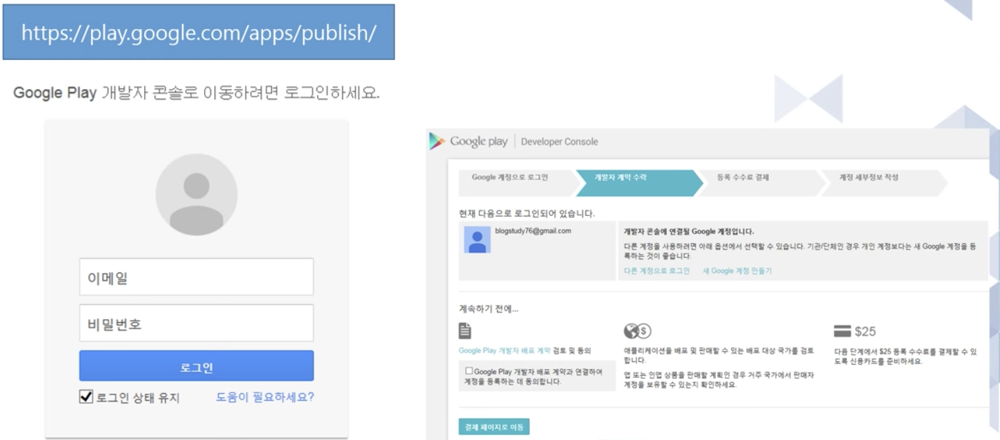 https://play.google.com/apps/publish/
Google Play 개발자 콘솔로 이동하려면 로그인하세요.
이메일
비밀번호
로그인
로그인 상태 유지
도움이 필요하세요?
Google play
Developer Console
Google 계정으로 로그인
개발자 계약 수락
등록 수수료 결제
계정 세부정보 작성
현재 다음으로 로그인되어 있습니다.
blogstudy76@gmail.com
개발자 콘솔에 연결될 Google 계정입니다.
다른 계정을 사용하려면 아래 옵션에서 선택할 수 있습니다. 기관/단체인 경우 개인 계정보다는 새 Google 계정을 등
록하는 것이 좋습니다.
다른 계정으로 로그인
새 Google 계정 만들기
계속하기 전에...
Google Play 개발자 배포 계약 검토 및 동의
Google Play 개발자 배포 계약과 연결하여
계정을 등록하는 데 동의합니다.
애플리케이션을 배포 및 판매할 수 있는 배포 대상 국가를 검토
합니다.
앱 또는 인앱 상품을 판매할 계획인 경우 거주 국가에서 판매자
계정을 보유할 수 있는지 확인하세요.
$25
다음 단계에서 $25 등록 수수료를 결제할 수 있
도록 신용카드를 준비하세요.
결제 페이지로 이동